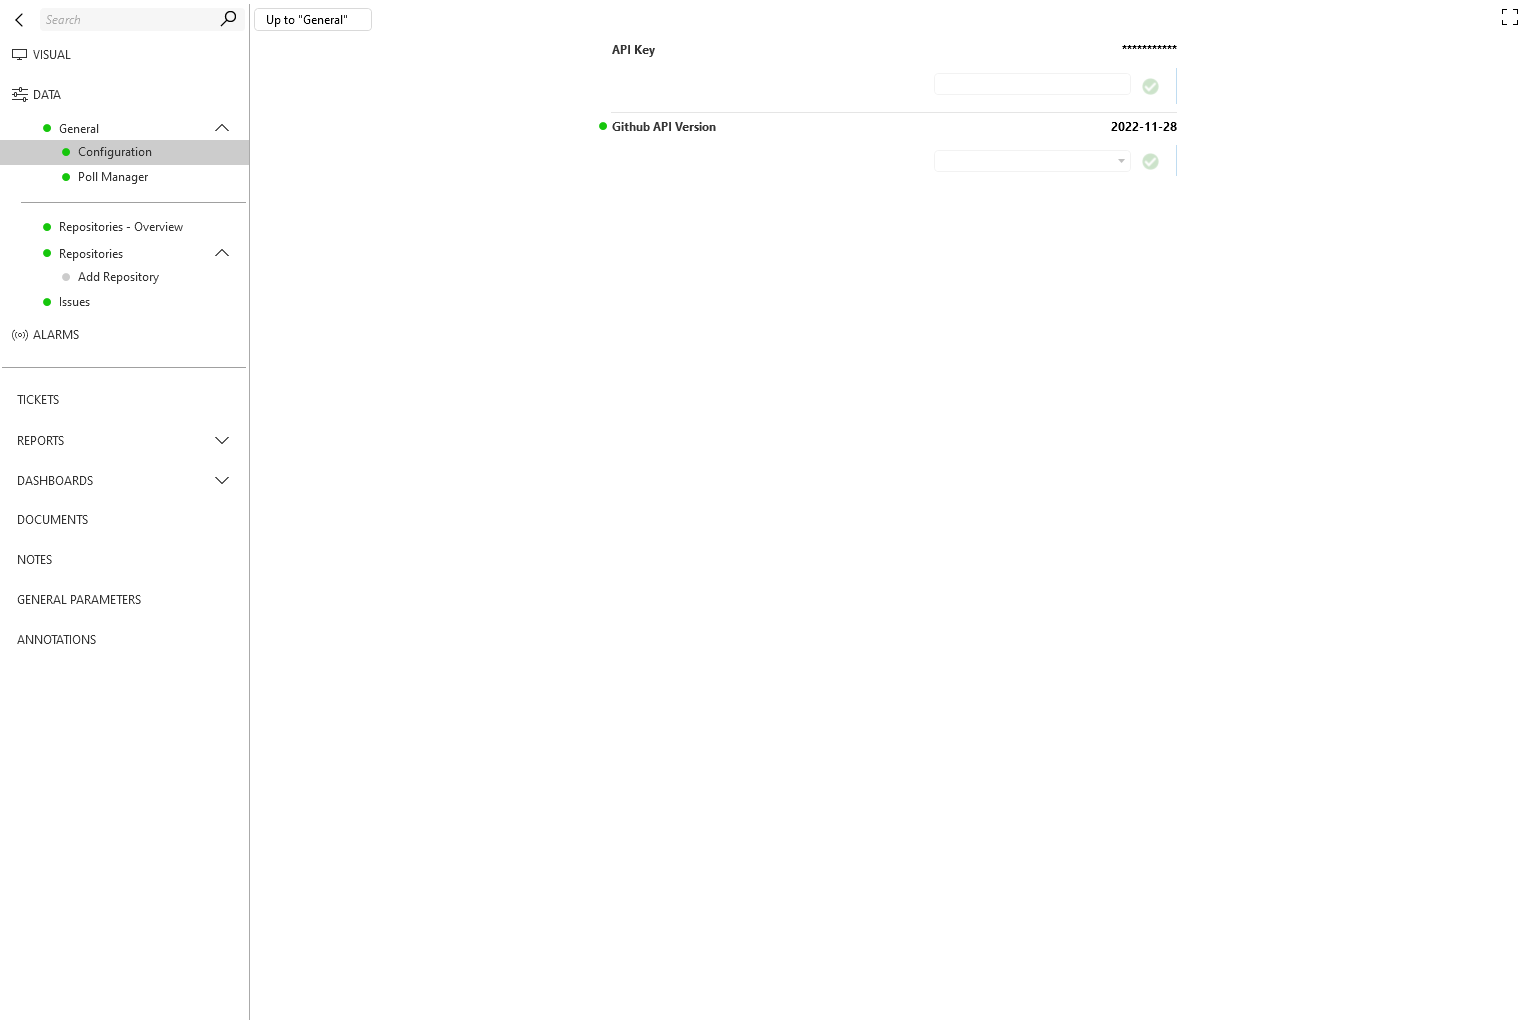 Search
Up to "General"
VISUAL
DATA
General
Configuration
Poll Manager
Repositories - Overview
Repositories
Add Repository
Issues
ALARMS
TICKETS
REPORTS
DASHBOARDS
DOCUMENTS
NOTES
GENERAL PARAMETERS
ANNOTATIONS
API Key
***********
Github API Version
2022-11-28